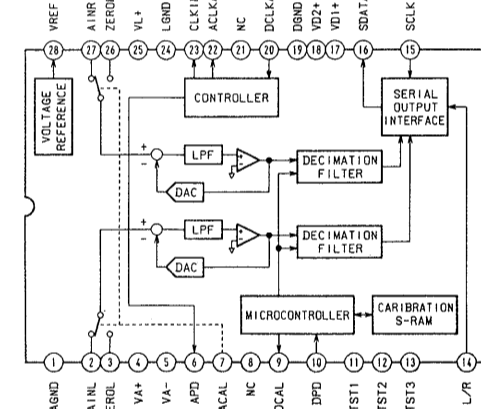 VREF
AINR
ZEROR
VL+
LGND
CLKI
ACLK
NC
DCLK
DGND
VD2+
VD1+
SDAT
SCLK
28 27 26 25 24 23 22 21 20 19 18 17 16 15
VOLTAGE
REFERENCE
CONTROLLER
SERIAL
OUTPUT
INTERFACE
+
−
LPF
+
−
DECIMATION
FILTER
DAC
+
−
LPF
+
−
DECIMATION
FILTER
DAC
MICROCONTROLLER
CARIBRATION
S-RAM
1 2 3 4 5 6 7 8 9 10 11 12 13 14
AGND
AINL
ZEROL
VA+
VA-
APD
ACAL
NC
DCAL
DPD
TST1
TST2
TST3
L/R